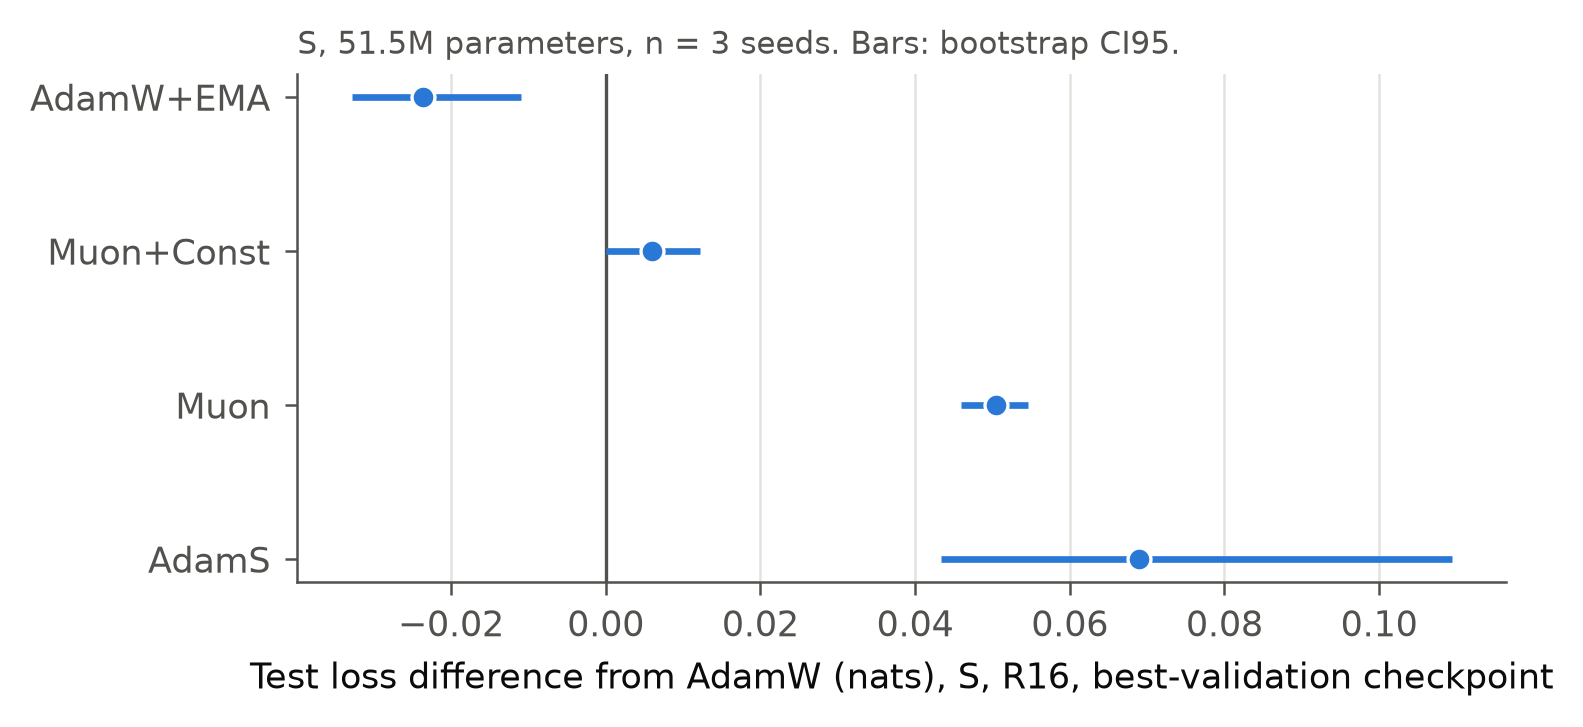 S, 51.5M parameters, n = 3 seeds. Bars: bootstrap CI95.
AdamW+EMA
Muon+Const
Muon
AdamS
−0.02 0.00 0.02 0.04 0.06 0.08 0.10
Test loss difference from AdamW (nats), S, R16, best-validation checkpoint